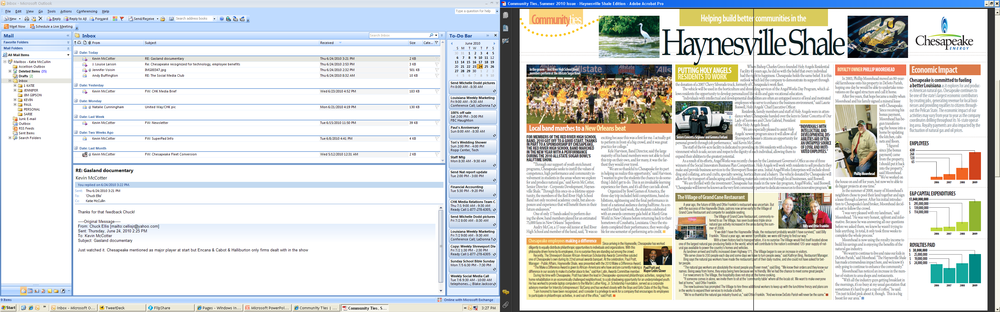 Inbox - Microsoft Outlook
File Edit View Go Tools Actions Conferencing Help
Type a question for help
New Reply Reply to All Forward Send/Receive Search address books
Meet Now Schedule a Live Meeting
Mail
Favorite Folders
Mail Folders
All Mail Items
Mailbox - Katie McCullin
Accellion Outbox
Deleted Items (35)
Drafts [2]
Inbox
1 KATIE
JENNIFER
JIM GIPSON
KEVIN
PAUL
PERSONAL
SARIE
Junk E-mail
Outbox
RSS Feeds
Sent Items
Search Folders
Inbox
Search Inbox
From Subject Received Size Cate...
Date: Today
Kevin McCotter RE: Gasland documentary Thu 6/24/2010 3:21 PM 2 KB
J. Louise Larson Re: Chesapeake recognized for technology, employee benefits Thu 6/24/2010 2:53 PM 3 KB
Jennifer Voisin IMG00347.jpg Thu 6/24/2010 2:32 PM 501 KB
Andy Buffington RE: The Social Media Club Thu 6/24/2010 8:32 AM 10 KB
Date: Yesterday
Kevin McCotter FW: CHK Media Brief Wed 6/23/2010 4:52 PM 183 KB
Date: Monday
Natalie Cunningham United Way/CHK pic Mon 6/21/2010 4:19 PM 130 KB
Date: Last Week
Kevin McCotter FW: Newsletter Tue 6/15/2010 11:50 PM 39 KB
Date: Two Weeks Ago
Kevin McCotter FW: SuperPad Info Tue 6/8/2010 4:41 PM 4 KB
Date: Last Month
Kevin McCotter FW: Chesapeake Fleet Conversion Wed 5/12/2010 12:31 AM 2 KB
RE: Gasland documentary
Kevin McCotter
You replied on 6/24/2010 3:22 PM.
Sent: Thu 6/24/2010 3:21 PM
To: 'Chuck Ellis'
Cc: Katie McCullin
Thanks for that feedback Chuck!
-----Original Message-----
From: Chuck Ellis [mailto:cellisjr@yahoo.com]
Sent: Thursday, June 24, 2010 2:25 PM
To: Kevin McCotter
Subject: Gasland documentary
Just watched it. Chesapeake mentioned as major player at start but Encana & Cabot & Halliburton only firms dealt with in the show
To-Do Bar
June 2010
S M T W T F S
30 31 1 2 3 4 5
6 7 8 9 10 11 12
13 14 15 16 17 18 19
20 21 22 23 24 25 26
27 28 29 30 1 2 3
4 5 6 7 8 9 10
Send Michelle Dodd pictures
Fri 8:00 AM - 8:30 AM
Louisiana Weekly Marketing
Fri 9:00 AM - 9:30 AM
Conference Call; LaDonna T
100% off sale
Sat 2:00 PM - 3:00 PM
FBC Haughton
Paul's Anniversary
Sun 8:00 AM - 8:30 AM
Tori's Wedding Shower
Sun 2:00 PM - 4:00 PM
Ropp Center, Tech
Staff Mtg
Mon 8:30 AM - 9:30 AM
Send Nat report update
Tue 2:00 PM - 3:00 PM
Financial Accounting
Tue 5:30 PM - 9:20 PM
CHK Media Relations Team C
Thu 7/1 9:00 AM - 9:30 AM
Ready Call 1-877-278-6305,
Send Michelle Dodd pictures
Fri 7/2 8:00 AM - 8:30 AM
Louisiana Weekly Marketing
Fri 7/2 9:00 AM - 9:30 AM
Conference Call; LaDonna T
Copy: Weekly Shreveport Div
Fri 7/2 1:30 PM - 2:30 PM
Ready Call 1-877-278-6305
Sunday School Bible Sunday
Mon 7/5 6:30 PM - 7:30 PM
Weekly Social Media Call
Tue 7/6 9:30 AM - 10:00 AM
telephones...; Blake Jackson
9 Items
Online with Microsoft Exchange
Start Inbox - Microsoft O... TweetDeck FlipShare Pages - Windows In... Microsoft PowerPoi... Community Ties | ... Community Ties, S... 3:27 PM
Community Ties, Summer 2010 Issue - Haynesville Shale Edition - Adobe Acrobat Pro
Communityties
Helping build better communities in the
Haynesville Shale
Chesapeake
ENERGY
In the groove – Red River High School Band
members perform at the Allstate Sugar Bowl.
Local band marches to a New Orleans beat
FOR MEMBERS OF THE RED RIVER HIGH SCHOOL
BAND, 2010 GOT OFF TO A GOOD START. THANKS
IN PART TO A SPONSORSHIP BY CHESAPEAKE,
THE RED RIVER HIGH SCHOOL BAND MARCHED
IN THE NEW YEAR WITH A PERFORMANCE
DURING THE 2010 ALLSTATE SUGAR BOWL'S
HALFTIME SHOW.
"Through our support of youth enrichment
programs, Chesapeake seeks to instill the values of
competence, high performance and community in-
volvement in students in the areas where we explore
for and produce natural gas," said Kevin McCotter,
Senior Director - Corporate Development, Haynes-
ville Shale. "Through this once-in-a-lifetime oppor-
tunity, the members of the Red River High School
Band not only received academic credit, but also ex-
posure and experience that will benefit them in their
future endeavors."
One of only 17 bands asked to perform dur-
ing the show, band members played for an estimated
75,000 fans in New Orleans' Superdome.
Audry McCoy, a 17-year-old junior at Red River
High School and member of the band, said, "It was so
exciting because this was a first for me. I actually got
to perform in front of a big crowd, and it was great
practice for college."
Kyle Harvison, Band Director, said the large
majority of his band members were not able to fund
this trip on their own, and for many, it was the far-
thest they would ever travel.
"We are so thankful to Chesapeake for its part
in helping us realize this opportunity," said Harvison.
"I wanted to give the students the chance to do some-
thing I didn't get to do. This is an invaluable learning
experience for them, and it's all they can talk about."
Organized by Bowl Games of America, the
three-day trip included field competitions, band ex-
hibitions, sightseeing and the final performance in
front of a national audience during halftime. As a re-
ward for their hard work, the students celebrated
with an awards ceremony gala held at Mardi Gras
World in New Orleans before returning back to their
hometown of Coushatta, Louisiana. Once the stu-
dents completed their performance, they were eligi-
ble for one semester of performing arts credit.
Chesapeake employees making a difference
Since arriving in the Haynesville, Chesapeake has worked
diligently to equally distribute philanthropic opportunities to individuals and organizations. With this
philosophy driven home by its employees, it is no surprise they are standing out among the crowd.
Recently, The Shreveport-Bossier African-American Scholarship Awards Committee saluted
one of Chesapeake's own during its 22nd annual awards banquet. At the celebration, Paul Pratt,
Manager - Public Affairs, Haynesville Shale, was presented with the 2010 Make a Difference Award.
"The Make a Difference Award is given to African-Americans who have and are currently making a
difference in our society to make it a better place to live," said Ken Latin, Awards Committee member.
During his time with Chesapeake, Pratt has taken the lead in Chesapeake-sponsored philanthropic activities, ranging from
home rehabilitation in an economically challenged neighborhood, to a job shadowing opportunity for an underprivileged youth.
He has worked to provide laptop computers to the Martin Luther King, Jr. Scholarship Foundation, served as a corporate
advisory member for Intercity Entrepreneurs' BizCamp and has worked closely with the Boys and Girls Clubs of the Big Pines.
"I am honored to have been recognized, and I consider it a privilege to work for a company that encourages its employees
to participate in philanthropic activities, in and out of the office," said Pratt.
Paul Pratt and
Mayor Cedric Glover
PUTTING HOLY ANGELS
RESIDENTS TO WORK
When Bishop Charles Greco founded Holy Angels Residential
Facility 45 years ago, he did so with the belief that every individual
had the right to happiness. Chesapeake holds the same belief. It is this
outlook which led the company to demonstrate its support through
the donation of a 2007 Chevy Silverado truck, formerly of Chesapeake's work fleet.
The vehicle will be used in the horticulture and shredding services of the AngelWorks Day Program, which al-
lows residents the opportunity to develop personalized life skills and gain vocational education.
"Individuals with intellectual and developmental disabilities are often an untapped source of loyal and motivated
employees who serve to enhance the business environment," said Laurie
Boswell, Holy Angels' Chief Executive Officer.
Residents, family members and staff of Holy Angels were in atten-
dance when Chesapeake handed over the keys to Sister Concetta of Our
Lady of Sorrows and Chris Gabriel, President
of the Holy Angels Board.
"We are especially pleased to assist Holy
Angels' newest program since it will allow all of
Shreveport-Bossier's citizens an opportunity for
personal growth through job performance," said Kevin McCotter.
The staff of the 64-acre facility is dedicated to providing its 184 residents with a living en-
vironment which is safe, secure and respects the dignity of each individual, allowing them to
expand their abilities to the greatest potential.
As a result of its efforts, AngelWorks was recently chosen by the Lieutenant Governor's Office as one of three
winners of the Social Innovators Business Plan Competition. Holy Angels will work with residents to sell products they
make and provide business services to the Shreveport/Bossier area. Initial AngelWorks Enterprises will include shred-
ding and collating, arts and crafts, specialty sewing, horticulture and a bakery. The vehicle donated by Chesapeake will
allow for the transport of landscaping and shredding materials contracted through local businesses, said Boswell.
"We are thrilled with the investment Chesapeake has made in the new day program, AngelWorks," said Boswell.
"Chesapeake will forever be known as the very first community partner to dedicate resources to this innovative program."
Sisters Concetta Scipione and Gemma Forlani
"INDIVIDUALS WITH
INTELLECTUAL AND
DEVELOPMENTAL DIS-
ABILITIES ARE OFTEN
AN UNTAPPED SOURCE
OF LOYAL AND MOTI-
VATED EMPLOYEES."
The Village of Grand Cane Restaurant
A year ago, the future of Billy and Ottie Franklin's restaurant was uncertain. But
with the success of the Haynesville Shale, patrons now arrive early to the Village of
Grand Cane Restaurant and compete for available seating.
The Village of Grand Cane Restaurant, commonly re-
ferred to as The Village, has seen business triple since
natural gas activity increased in the area during the sum-
mer of 2008.
"If we didn't have the Haynesville Shale, the restaurant probably wouldn't have survived," said Billy
Franklin. "About a year ago, we weren't profitable; we were still trying to find our way."
With a town history tied to transportation, it is no surprise The Village would find itself located above
one of the largest natural gas-producing fields in the world, which will contribute to the nation's estimated 120-year-supply of nat-
ural gas available to power the country's homes and vehicles.
As landmen arrived and traffic increased down Highway 171, The Village began to see an increase in visitors.
"We serve close to 200 people each day and some days we have to turn people away," said Kathryn Bing, Restaurant Manager.
Bing says the natural gas workers have made the restaurant part of their daily routine, and she could not have asked for bet-
ter people.
"The natural gas workers are absolutely the nicest people you'll ever meet," said Bing. "We know their orders and they know our
names. Being away from home, they enjoy being here because we're friendly. We've had the chance to meet some great people."
For newcomers to The Village, the hospitality does not stop at the home cooking.
"If someone comes in alone, we invite them to sit at the 'community table' where all the locals sit. We want to make everyone
feel at home," said Ottie Franklin.
The new business has prompted The Village to hire three additional workers to keep up with the lunchtime frenzy and plans are
in the works to expand their services to include a buffet.
"We're so thankful the natural gas industry found us," said Ottie Franklin. "And we know DeSoto Parish will never be the same."
Village
Billy and Ottie Franklin
ROYALTY OWNER PHILLIP MOOREHEAD
In 2003, Phillip Moorehead moved an 80-year-
old farmhouse onto his property in DeSoto Parish,
hoping one day he would be able to undertake reno-
vations on the aged structure and call it home.
After five years, that hope became a reality when
Moorehead and his family signed a mineral lease
with Chesapeake.
Since receiving his
bonus payment,
Moorehead has be-
gun transform-
ing the house into a
home by updating
the kitchen, cabi-
nets and floors.
"I figured
since [the bonus
payment] came
from the property,
I should put it back
into the property,"
said Moorehead.
"We've worked on
the house on and off for years, but now we're able to
do bigger projects at one time."
In the summer of 2008, many of Moorehead's
neighbors chose to pool their land together and sign
a lease through a lawyer. After his initial introduc-
tion to Chesapeake's land broker, Moorehead decid-
ed not to follow the crowd.
"I was very pleased with my landman," said
Moorehead. "He was very honest, upfront and infor-
mative. Because he was answering all our questions
before we asked them, we knew he wasn't trying to
hide anything. In total, it only took three weeks to
complete the whole process."
Moorehead is now using the royalty income to
build his savings and is enjoying the benefits of the
natural gas industry.
"We want to continue to live and raise our kids in
DeSoto Parish," said Moorhead. "The Haynesville Shale
has made a tremendous impact here, and we know it's
only going to continue to enhance the community."
Moorehead has noticed an increase in the num-
ber of visitors to area shops and restaurants.
"With all the industry guys getting breakfast in
the mornings, it's so busy at my usual gas station that
sometimes it's hard to get a cup of coffee," he said.
"I'm just tickled pink about it, though. This is a big
boost for our area."
Phillip Moorehead
Economic Impact
Chesapeake is committed to fueling
a better Louisiana as it explores for and produc-
es American natural gas. Chesapeake continues to
be one of the state's largest economic contributors
by creating jobs, generating revenue for local busi-
nesses and providing royalties to citizens through-
out the Pelican State. The economic impact of our
activities may vary from year to year as the company
coordinates drilling throughout its 16-state operat-
ing area. Royalty payments are also impacted by the
fluctuation of natural gas and oil prices.
EMPLOYEES
630
268
120
65
2006 2007 2008 2009
E&P CAPITAL EXPENDITURES
$1,040,000,000
$ 295,000,000
$ 139,000,000
$ 114,000,000
2006 2007 2008 2009
ROYALTIES PAID
$ 38,000,000
$ 25,000,000
$ 19,000,000
$ 24,000,000
2006 2007 2008 2009